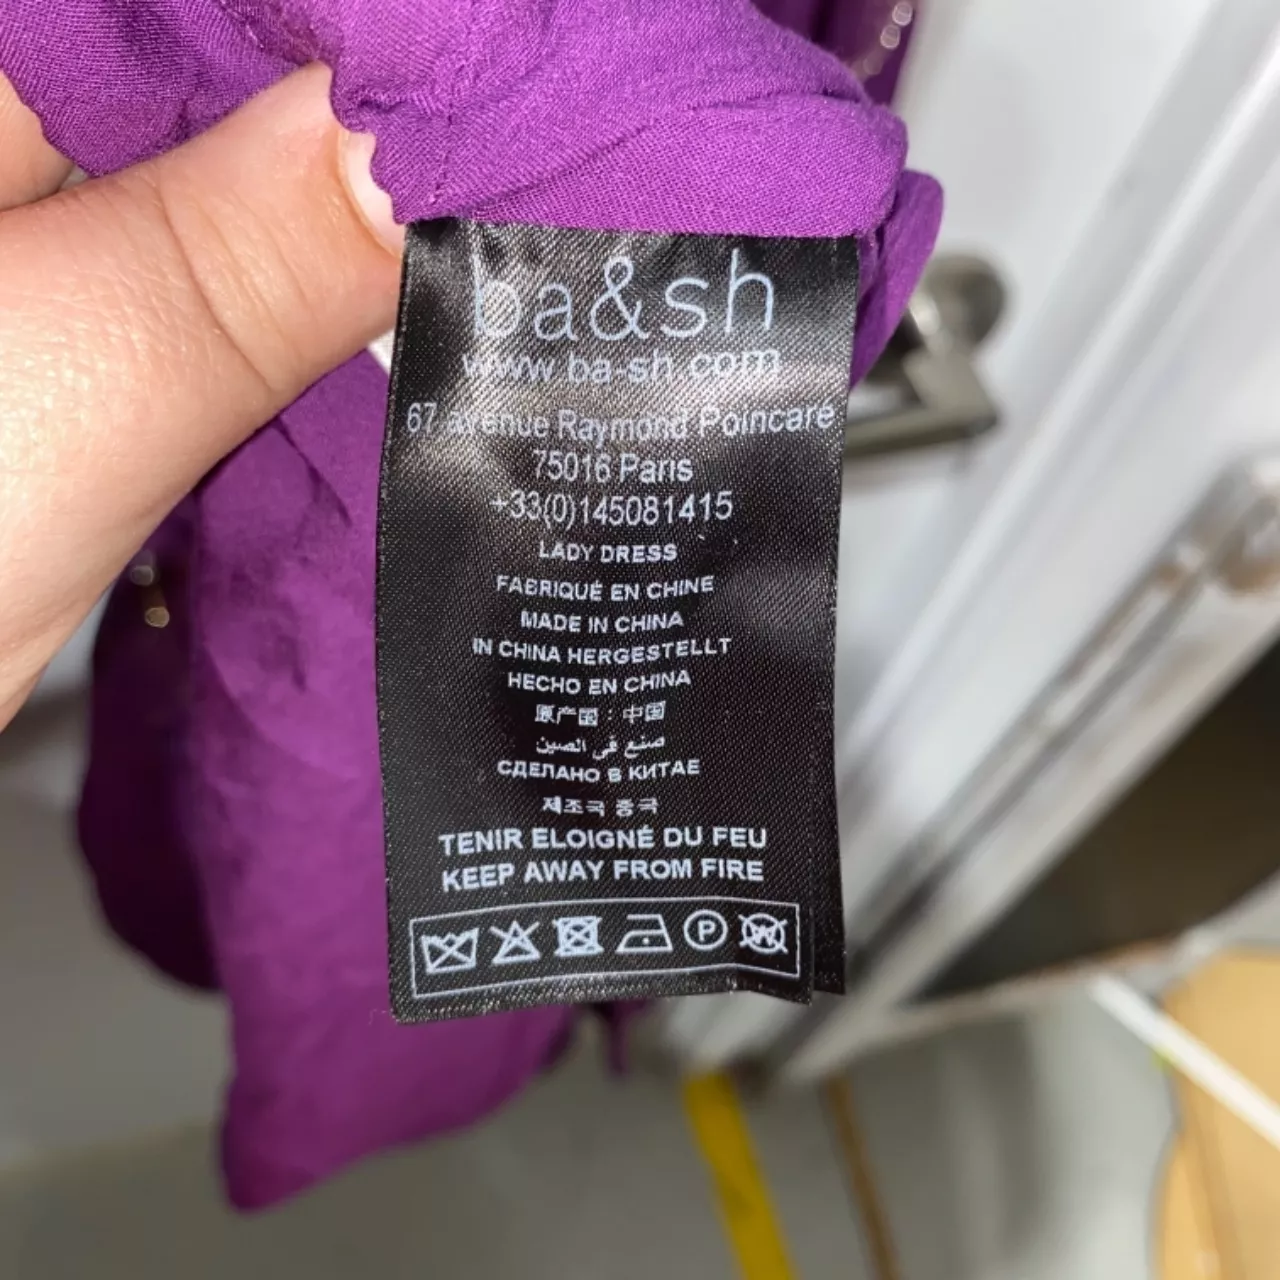 ba&sh
www.ba-sh.com
67 avenue Raymond Poincare
75016 Paris
+33(0)145081415
LADY DRESS
FABRIQUÉ EN CHINE
MADE IN CHINA
IN CHINA HERGESTELLT
HECHO EN CHINA
原产国：中国
صنع في الصين
СДЕЛАНО В КИТАЕ
제조국 중국
TENIR ELOIGNÉ DU FEU
KEEP AWAY FROM FIRE
P W